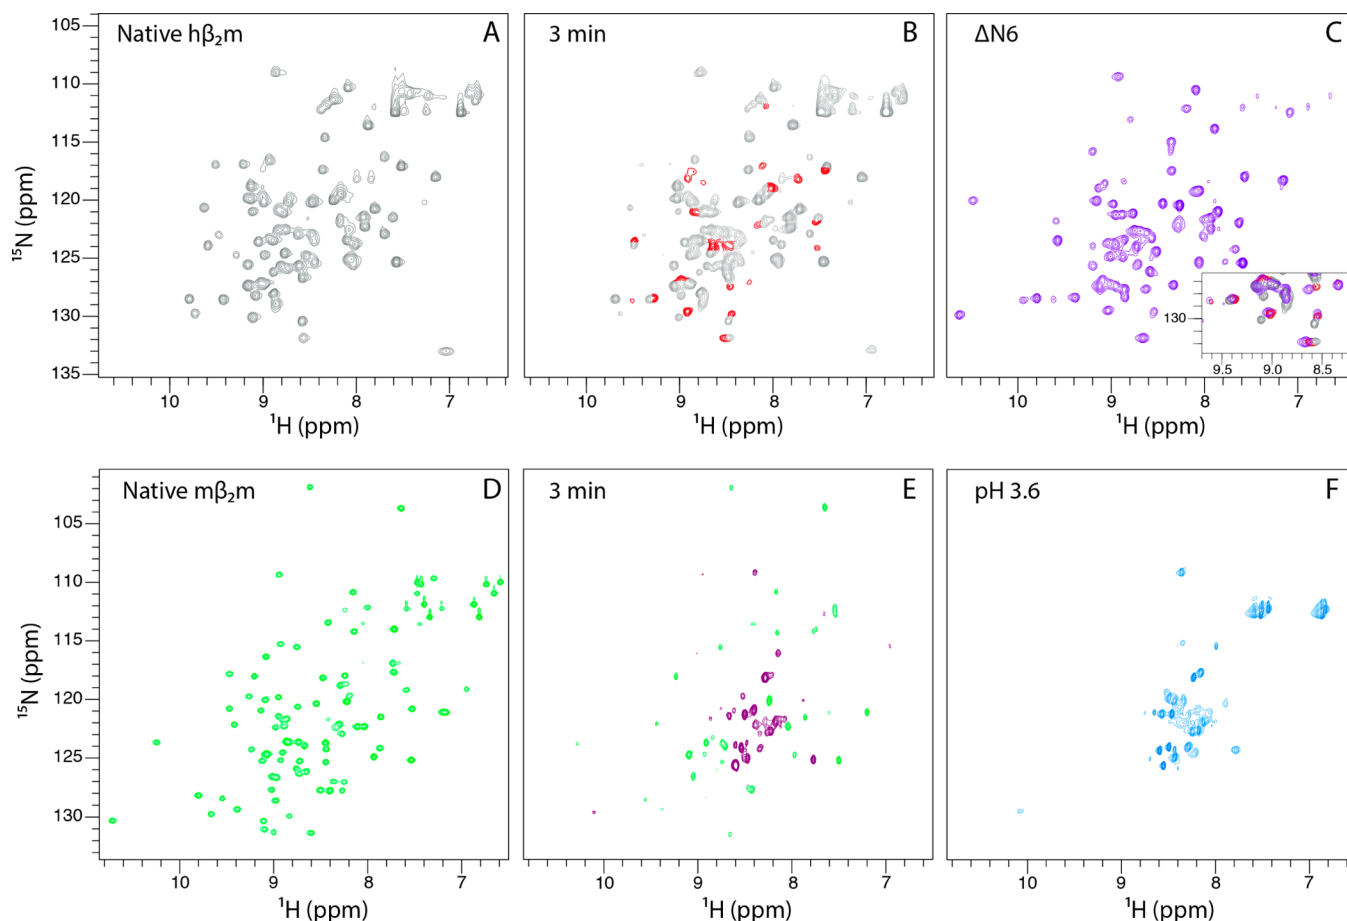 Native hβ₂m A
3 min B
ΔN6 C
105
110
115
120
125
130
135
¹⁵N (ppm)
130
9.5 9.0 8.5
10 9 8 7
10 9 8 7
10 9 8 7
¹H (ppm)
¹H (ppm)
¹H (ppm)
Native mβ₂m D
3 min E
pH 3.6 F
105
110
115
120
125
130
¹⁵N (ppm)
10 9 8 7
10 9 8 7
10 9 8 7
¹H (ppm)
¹H (ppm)
¹H (ppm)